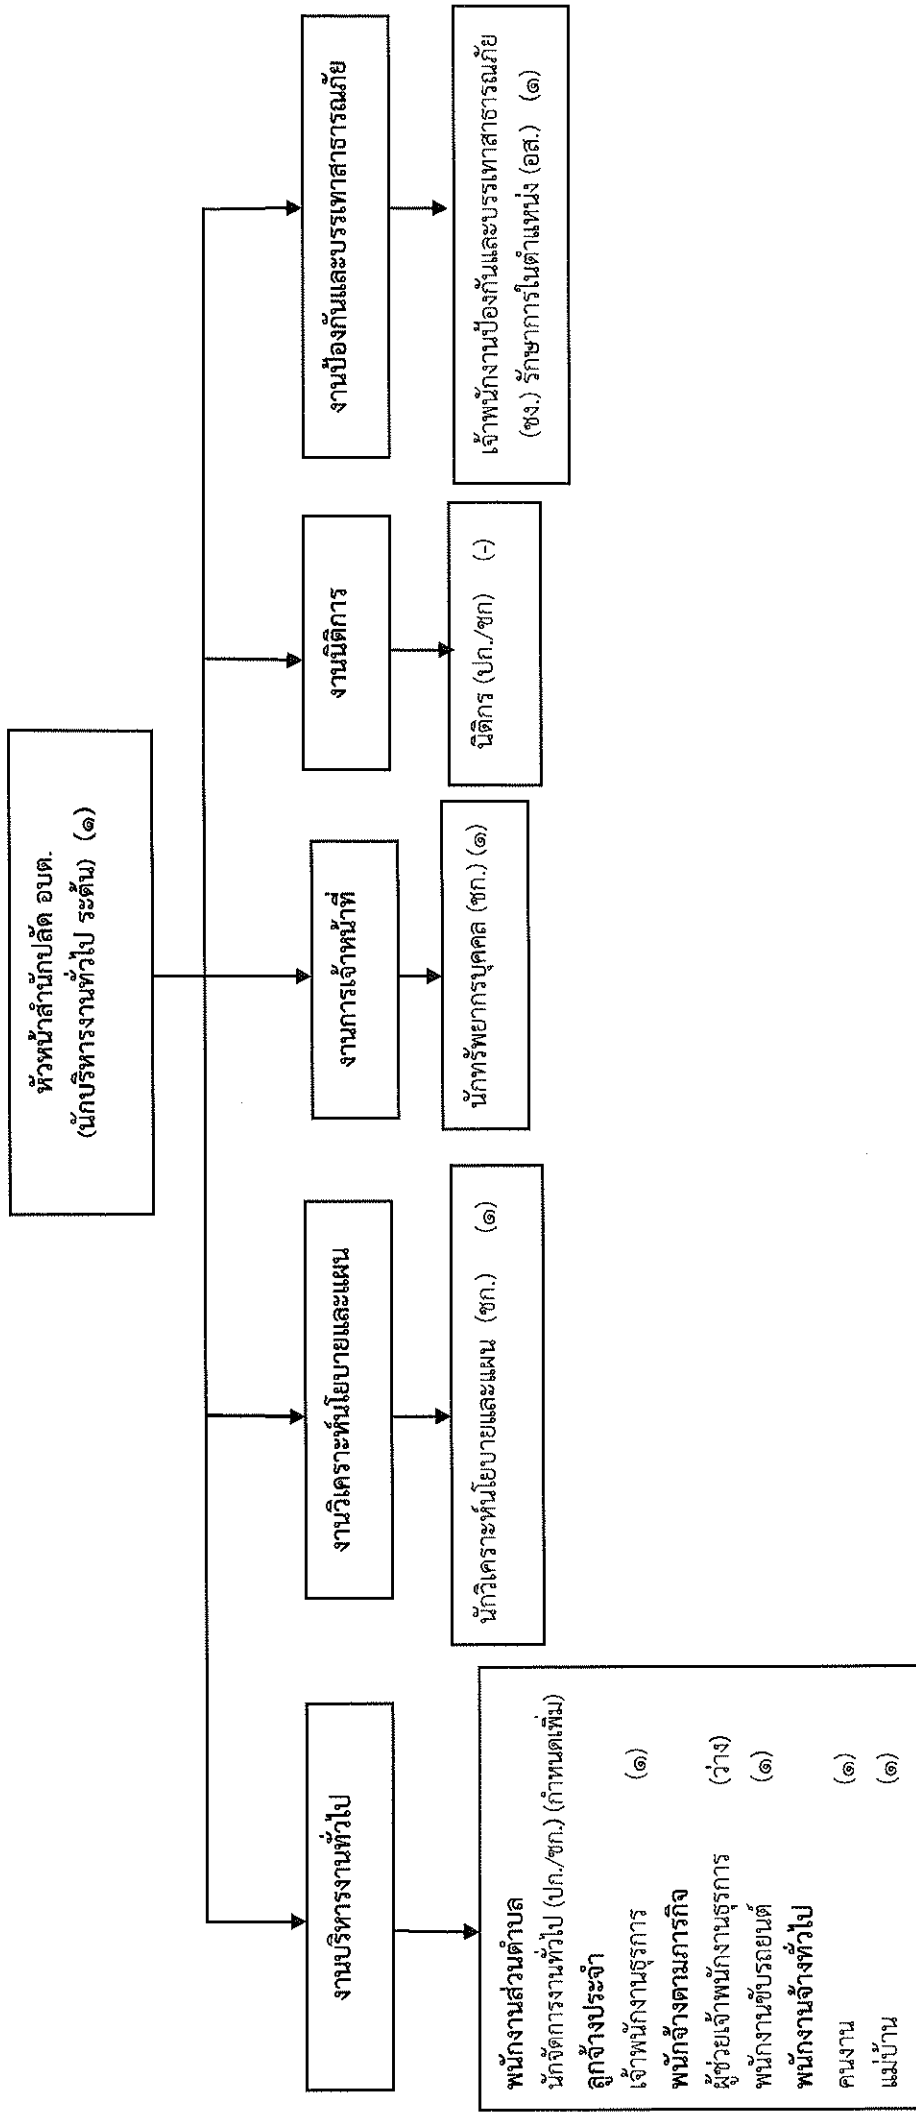 หัวหน้าสำนักปลัด อบต.
(นักบริหารงานทั่วไป ระต้น) (๑)
งานบริหารงานทั่วไป
งานวิเคราะห์นโยบายและแผน
งานการเจ้าหน้าที่
งานนิติการ
งานป้องกันและบรรเทาสาธารณภัย
พนักงานส่วนตำบล
นักจัดการงานทั่วไป (ปก./ชก.) (กำหนดเพิ่ม)
ลูกจ้างประจำ
เจ้าพนักงานธุรการ (๑)
พนักจ้างตามภารกิจ
ผู้ช่วยเจ้าพนักงานธุรการ (ว่าง)
พนักงานขับรถยนต์ (๑)
พนักงานจ้างทั่วไป
คนงาน (๑)
แม่บ้าน (๑)
นักวิเคราะห์นโยบายและแผน (ชก.) (๑)
นักทรัพยากรบุคคล (ชก.) (๑)
นิติกร (ปก./ชก) (-)
เจ้าพนักงานป้องกันและบรรเทาสาธารณภัย
(ชง.) รักษาการในตำแหน่ง (อส.) (๑)